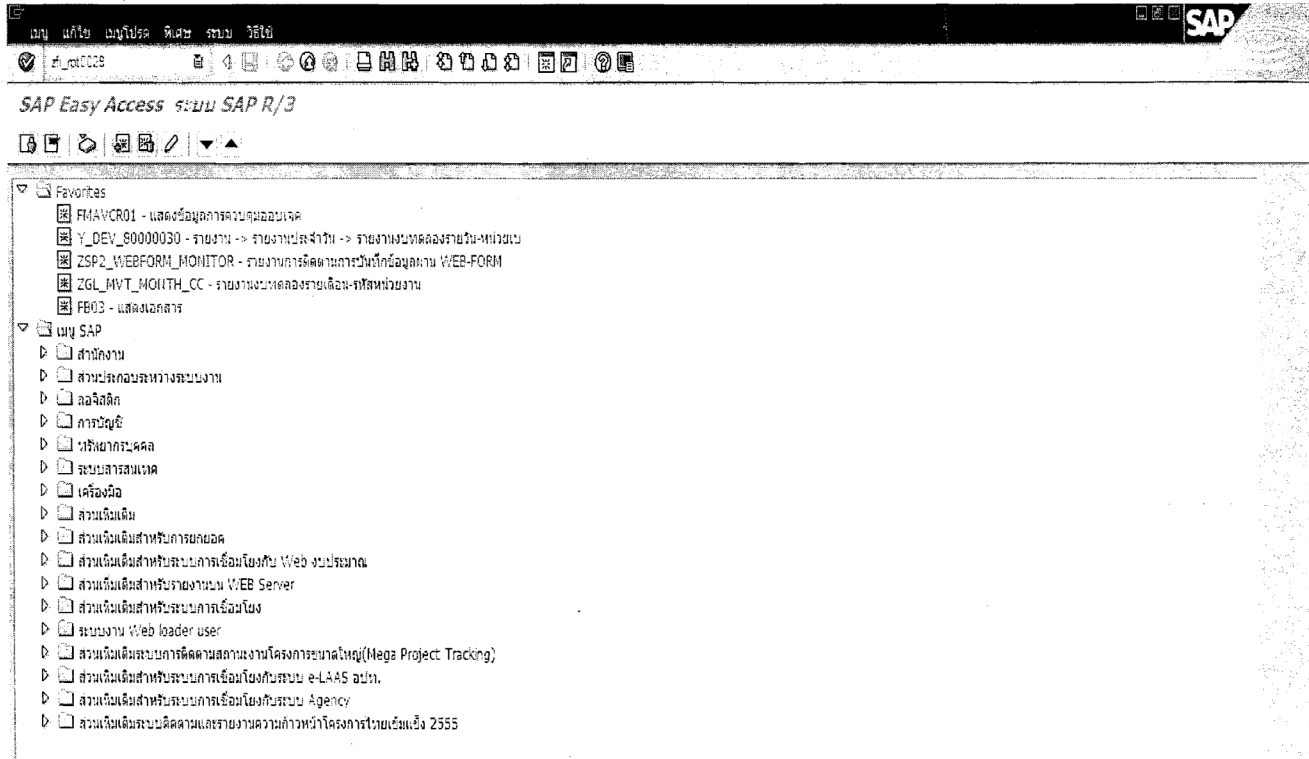 เมนู แก้ไข เมนูโปรด พิเศษ ระบบ วิธีใช้
SAP
SAP Easy Access ระบบ SAP R/3
Favorites
FMAVCR01 - แสดงข้อมูลการควบคุมออบเจค
Y_DEV_80000030 - รายงาน -> รายงานประจำวัน -> รายงานงบทดลองรายวัน-หน่วยเบ
ZSP2_WEBFORM_MONITOR - รายงานการติดตามการบันทึกข้อมูลผ่าน WEB-FORM
ZGL_MVT_MONTH_CC - รายงานงบทดลองรายเดือน-รหัสหน่วยงาน
FB03 - แสดงเอกสาร
เมนู SAP
สำนักงาน
ส่วนประกอบระหว่างระบบงาน
ลอจิสติก
การบัญชี
ทรัพยากรบุคคล
ระบบสารสนเทศ
เครื่องมือ
ส่วนเพิ่มเติม
ส่วนเพิ่มเติมสำหรับการยกยอด
ส่วนเพิ่มเติมสำหรับระบบการเชื่อมโยงกับ Web งบประมาณ
ส่วนเพิ่มเติมสำหรับรายงานบน WEB Server
ส่วนเพิ่มเติมสำหรับระบบการเชื่อมโยง
ระบบงาน Web loader user
ส่วนเพิ่มเติมระบบการติดตามสถานะงานโครงการขนาดใหญ่(Mega Project Tracking)
ส่วนเพิ่มเติมสำหรับระบบการเชื่อมโยงกับระบบ e-LAAS อปท.
ส่วนเพิ่มเติมสำหรับระบบการเชื่อมโยงกับระบบ Agency
ส่วนเพิ่มเติมระบบติดตามและรายงานความก้าวหน้าโครงการไทยเข้มแข็ง 2555